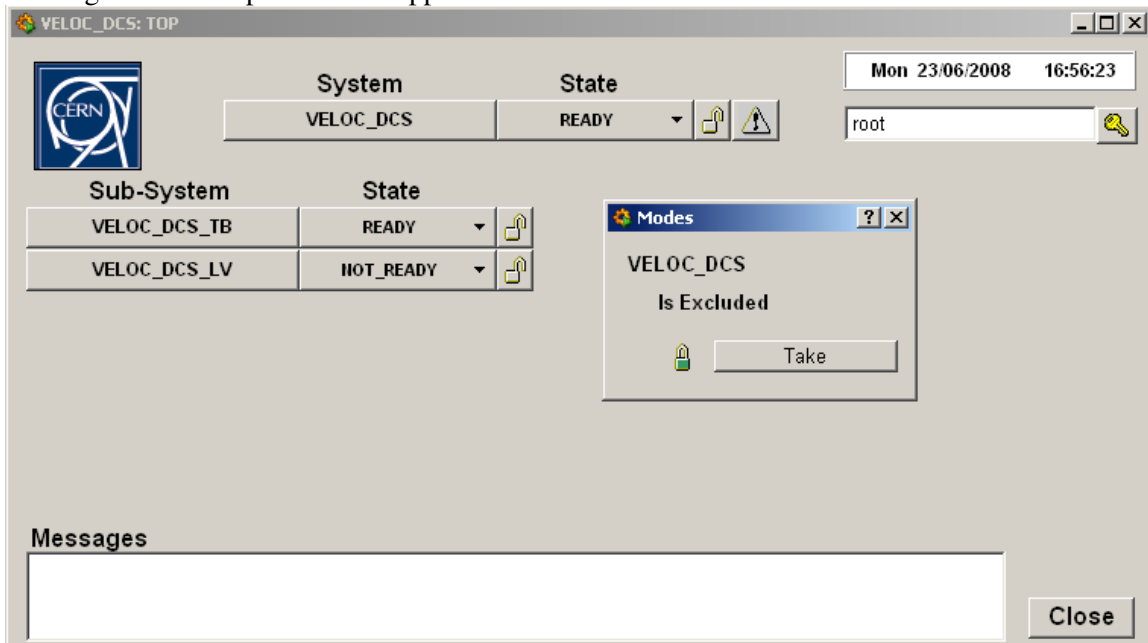 VELOC_DCS: TOP
Mon 23/06/2008 16:56:23
System State
CERN
VELOC_DCS READY
root
Sub-System State
VELOC_DCS_TB READY
VELOC_DCS_LV NOT_READY
Modes
VELOC_DCS
Is Excluded
Take
Messages
Close